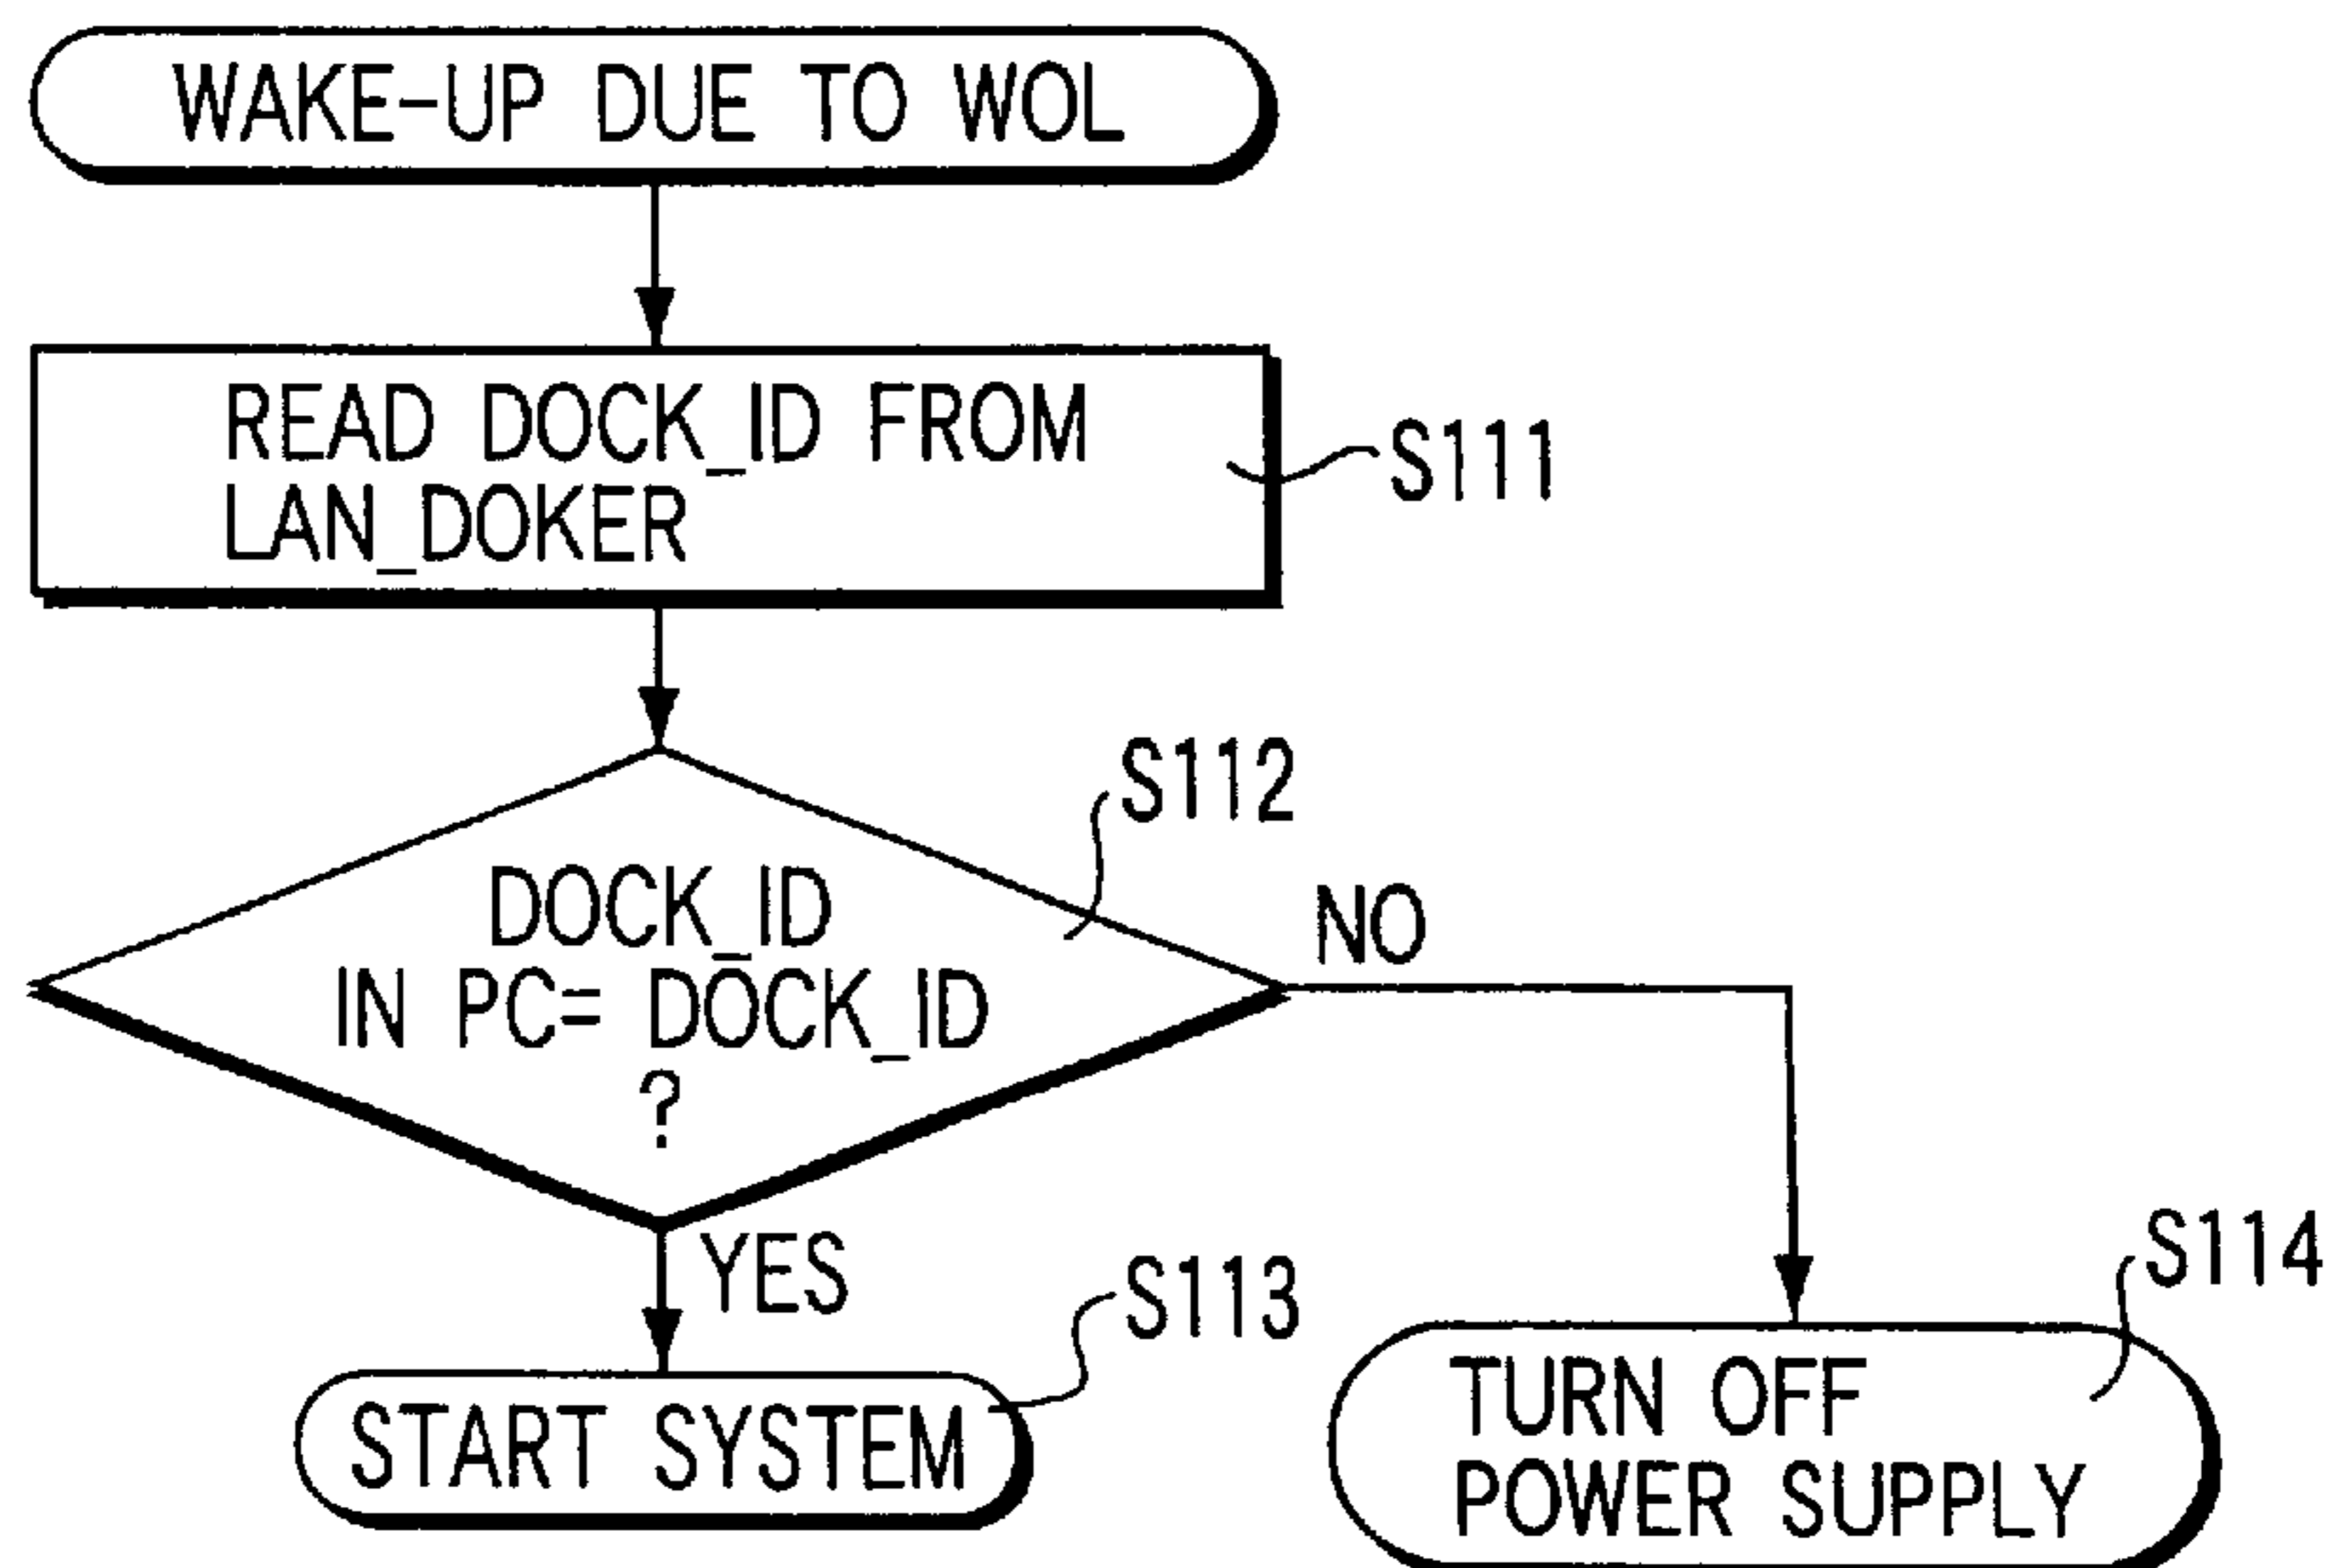 WAKE-UP DUE TO WOL
READ DOCK_ID FROM
LAN_DOKER
S111
S112
DOCK_ID
IN PC= DOCK_ID
?
NO
YES
S113
START SYSTEM
S114
TURN OFF
POWER SUPPLY